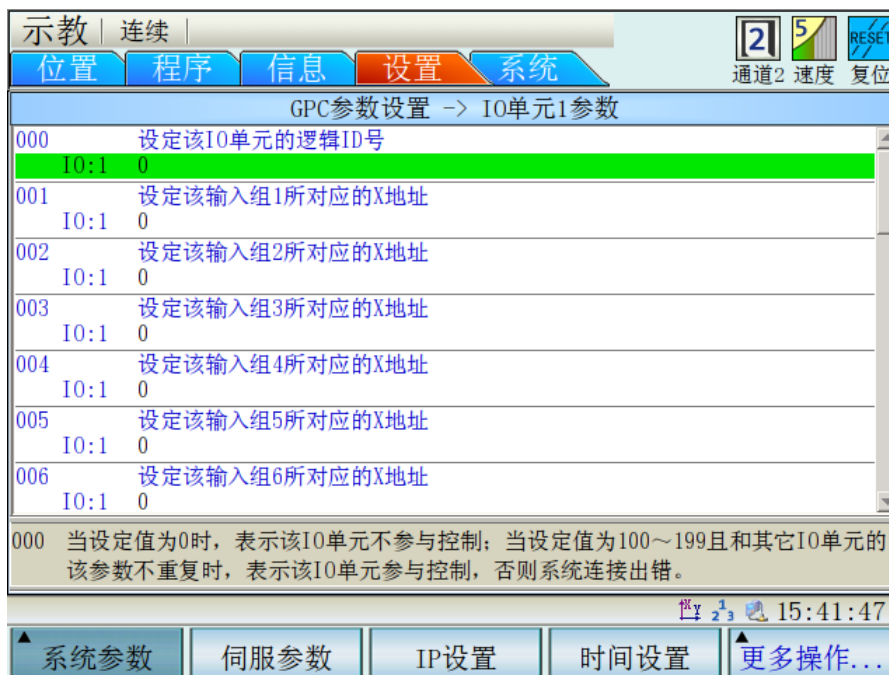 示教 | 连续 |
2 5 RESET
通道2 速度 复位
位置 程序 信息 设置 系统
GPC参数设置 -> IO单元1参数
000 设定该IO单元的逻辑ID号
IO:1 0
001 设定该输入组1所对应的X地址
IO:1 0
002 设定该输入组2所对应的X地址
IO:1 0
003 设定该输入组3所对应的X地址
IO:1 0
004 设定该输入组4所对应的X地址
IO:1 0
005 设定该输入组5所对应的X地址
IO:1 0
006 设定该输入组6所对应的X地址
IO:1 0
000 当设定值为0时，表示该IO单元不参与控制；当设定值为100～199且和其它IO单元的
该参数不重复时，表示该IO单元参与控制，否则系统连接出错。
XY 213 15:41:47
系统参数 伺服参数 IP设置 时间设置 更多操作...